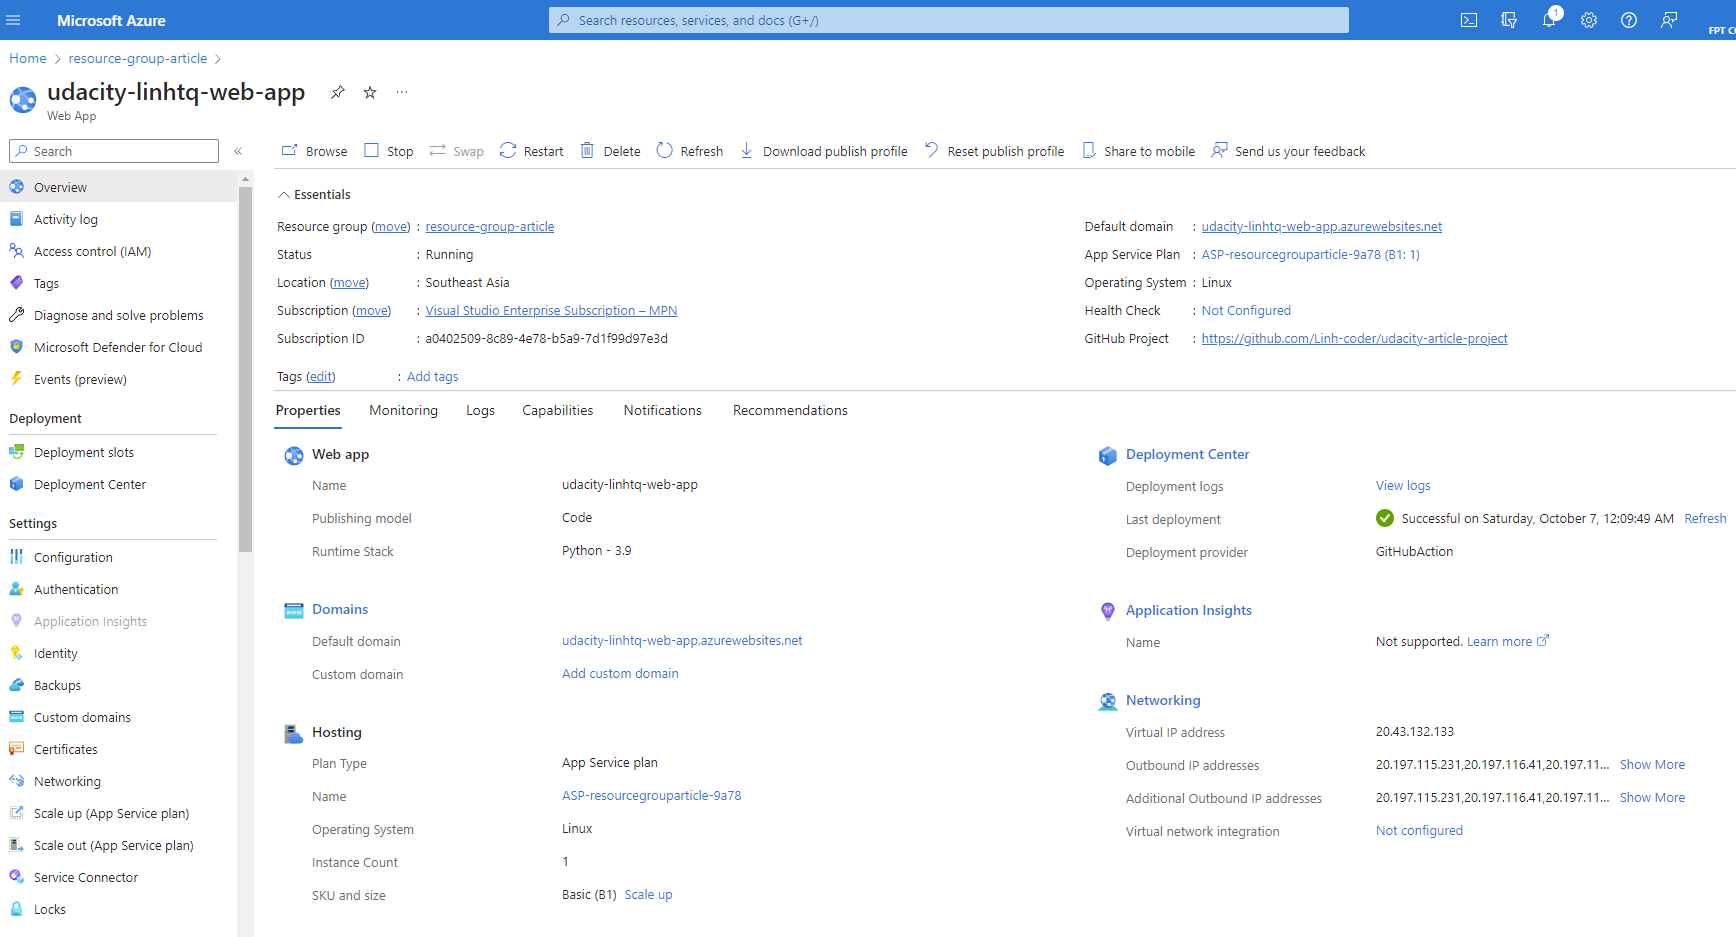 Microsoft Azure
Search resources, services, and docs (G+/)
1
FPT CO
Home > resource-group-article >
udacity-linhtq-web-app
Web App
Search
Browse Stop Swap Restart Delete Refresh Download publish profile Reset publish profile Share to mobile Send us your feedback
Overview
Activity log
Access control (IAM)
Tags
Diagnose and solve problems
Microsoft Defender for Cloud
Events (preview)
Deployment
Deployment slots
Deployment Center
Settings
Configuration
Authentication
Application Insights
Identity
Backups
Custom domains
Certificates
Networking
Scale up (App Service plan)
Scale out (App Service plan)
Service Connector
Locks
Essentials
Resource group (move) : resource-group-article
Status : Running
Location (move) : Southeast Asia
Subscription (move) : Visual Studio Enterprise Subscription – MPN
Subscription ID : a0402509-8c89-4e78-b5a9-7d1f99d97e3d
Default domain : udacity-linhtq-web-app.azurewebsites.net
App Service Plan : ASP-resourcegrouparticle-9a78 (B1: 1)
Operating System : Linux
Health Check : Not Configured
GitHub Project : https://github.com/Linh-coder/udacity-article-project
Tags (edit) : Add tags
Properties Monitoring Logs Capabilities Notifications Recommendations
Web app
Name udacity-linhtq-web-app
Publishing model Code
Runtime Stack Python - 3.9
Domains
Default domain udacity-linhtq-web-app.azurewebsites.net
Custom domain Add custom domain
Hosting
Plan Type App Service plan
Name ASP-resourcegrouparticle-9a78
Operating System Linux
Instance Count 1
SKU and size Basic (B1) Scale up
Deployment Center
Deployment logs View logs
Last deployment Successful on Saturday, October 7, 12:09:49 AM Refresh
Deployment provider GitHubAction
Application Insights
Name Not supported. Learn more
Networking
Virtual IP address 20.43.132.133
Outbound IP addresses 20.197.115.231,20.197.116.41,20.197.11... Show More
Additional Outbound IP addresses 20.197.115.231,20.197.116.41,20.197.11... Show More
Virtual network integration Not configured